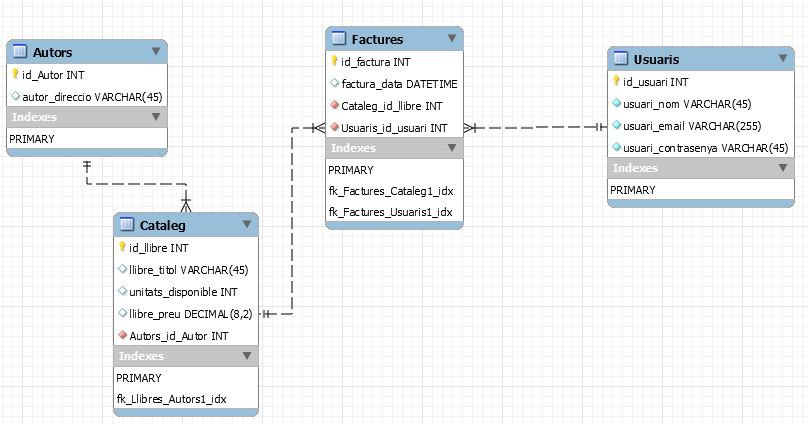 Autors
id_Autor INT
autor_direccio VARCHAR(45)
Indexes
PRIMARY
Cataleg
id_llibre INT
llibre_titol VARCHAR(45)
unitats_disponible INT
llibre_preu DECIMAL(8,2)
Autors_id_Autor INT
Indexes
PRIMARY
fk_Llibres_Autors1_idx
Factures
id_factura INT
factura_data DATETIME
Cataleg_id_llibre INT
Usuaris_id_usuari INT
Indexes
PRIMARY
fk_Factures_Cataleg1_idx
fk_Factures_Usuaris1_idx
Usuaris
id_usuari INT
usuari_nom VARCHAR(45)
usuari_email VARCHAR(255)
usuari_contrasenya VARCHAR(45)
Indexes
PRIMARY